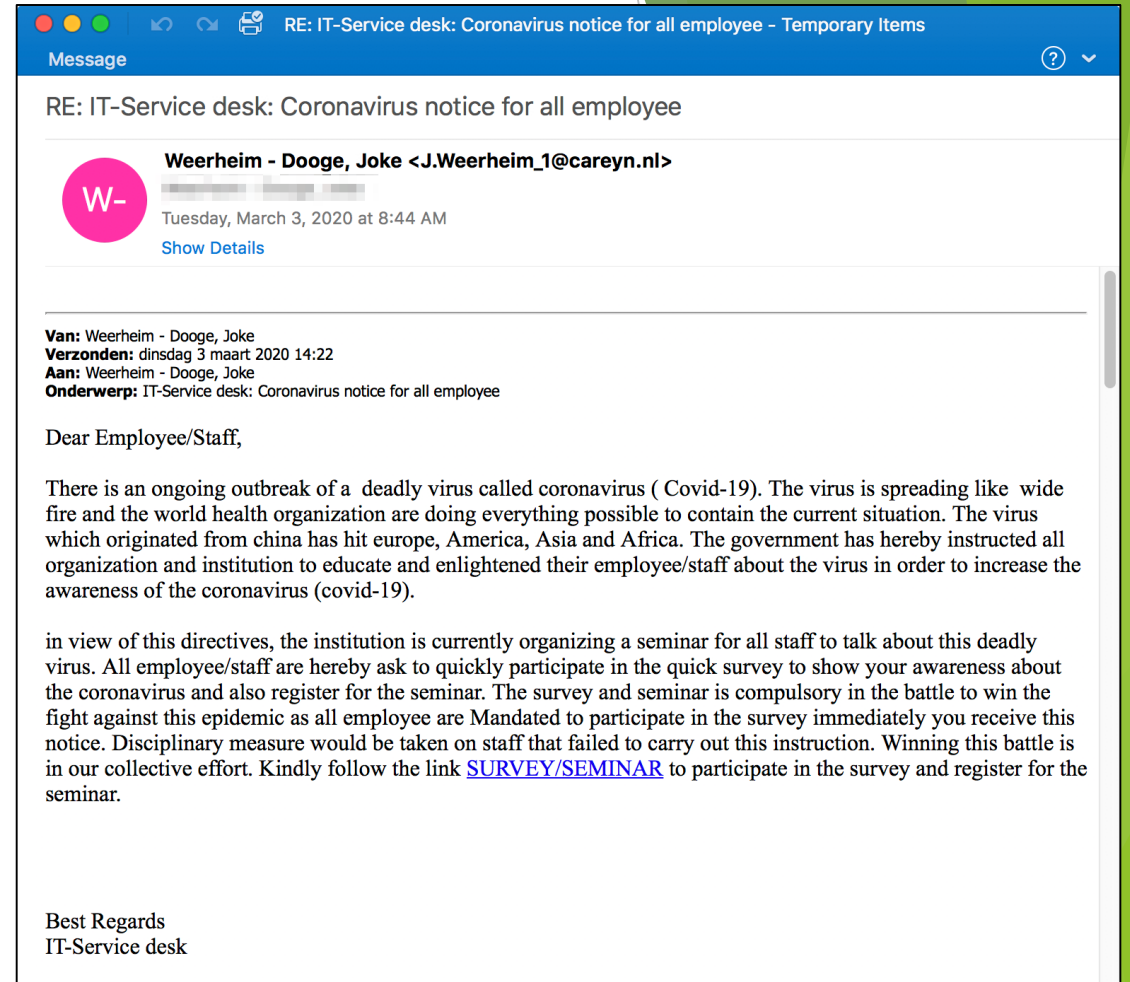 RE: IT-Service desk: Coronavirus notice for all employee - Temporary Items
Message
?
RE: IT-Service desk: Coronavirus notice for all employee
W-
Weerheim - Dooge, Joke <J.Weerheim_1@careyn.nl>
Tuesday, March 3, 2020 at 8:44 AM
Show Details
Van: Weerheim - Dooge, Joke
Verzonden: dinsdag 3 maart 2020 14:22
Aan: Weerheim - Dooge, Joke
Onderwerp: IT-Service desk: Coronavirus notice for all employee
Dear Employee/Staff,
There is an ongoing outbreak of a  deadly virus called coronavirus ( Covid-19). The virus is spreading like  wide
fire and the world health organization are doing everything possible to contain the current situation. The virus
which originated from china has hit europe, America, Asia and Africa. The government has hereby instructed all
organization and institution to educate and enlightened their employee/staff about the virus in order to increase the
awareness of the coronavirus (covid-19).
in view of this directives, the institution is currently organizing a seminar for all staff to talk about this deadly
virus. All employee/staff are hereby ask to quickly participate in the quick survey to show your awareness about
the coronavirus and also register for the seminar. The survey and seminar is compulsory in the battle to win the
fight against this epidemic as all employee are Mandated to participate in the survey immediately you receive this
notice. Disciplinary measure would be taken on staff that failed to carry out this instruction. Winning this battle is
in our collective effort. Kindly follow the link SURVEY/SEMINAR to participate in the survey and register for the
seminar.
Best Regards
IT-Service desk